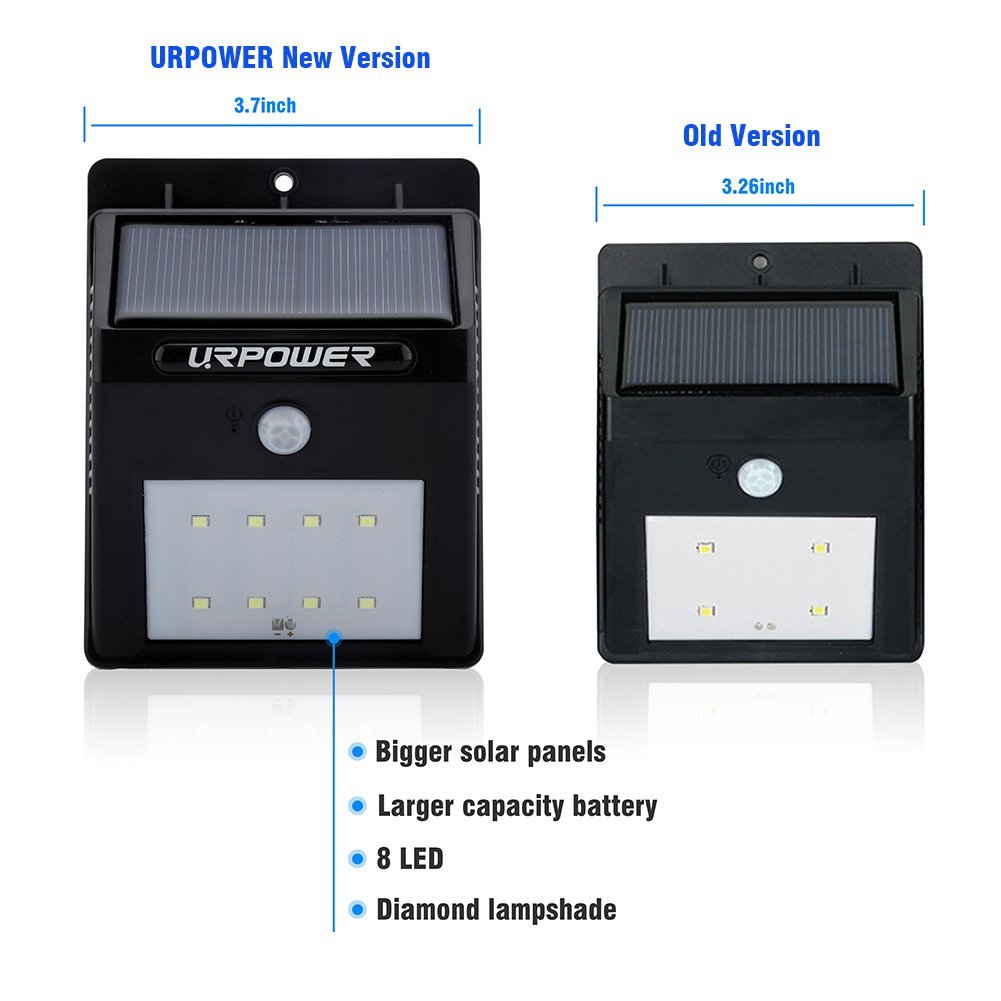 URPOWER New Version
3.7inch
Old Version
3.26inch
URPOWER
Bigger solar panels
Larger capacity battery
8 LED
Diamond lampshade